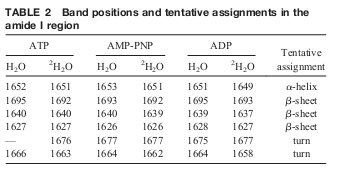 TABLE 2 Band positions and tentative assignments in the
amide I region
ATP AMP-PNP ADP
Tentative
H₂O ²H₂O H₂O ²H₂O H₂O ²H₂O assignment
1652 1651 1653 1651 1651 1649 α-helix
1695 1692 1693 1692 1695 1693 β-sheet
1640 1640 1640 1639 1639 1637 β-sheet
1627 1627 1626 1626 1628 1627 β-sheet
— 1676 1677 1677 1675 1677 turn
1666 1663 1664 1662 1664 1658 turn